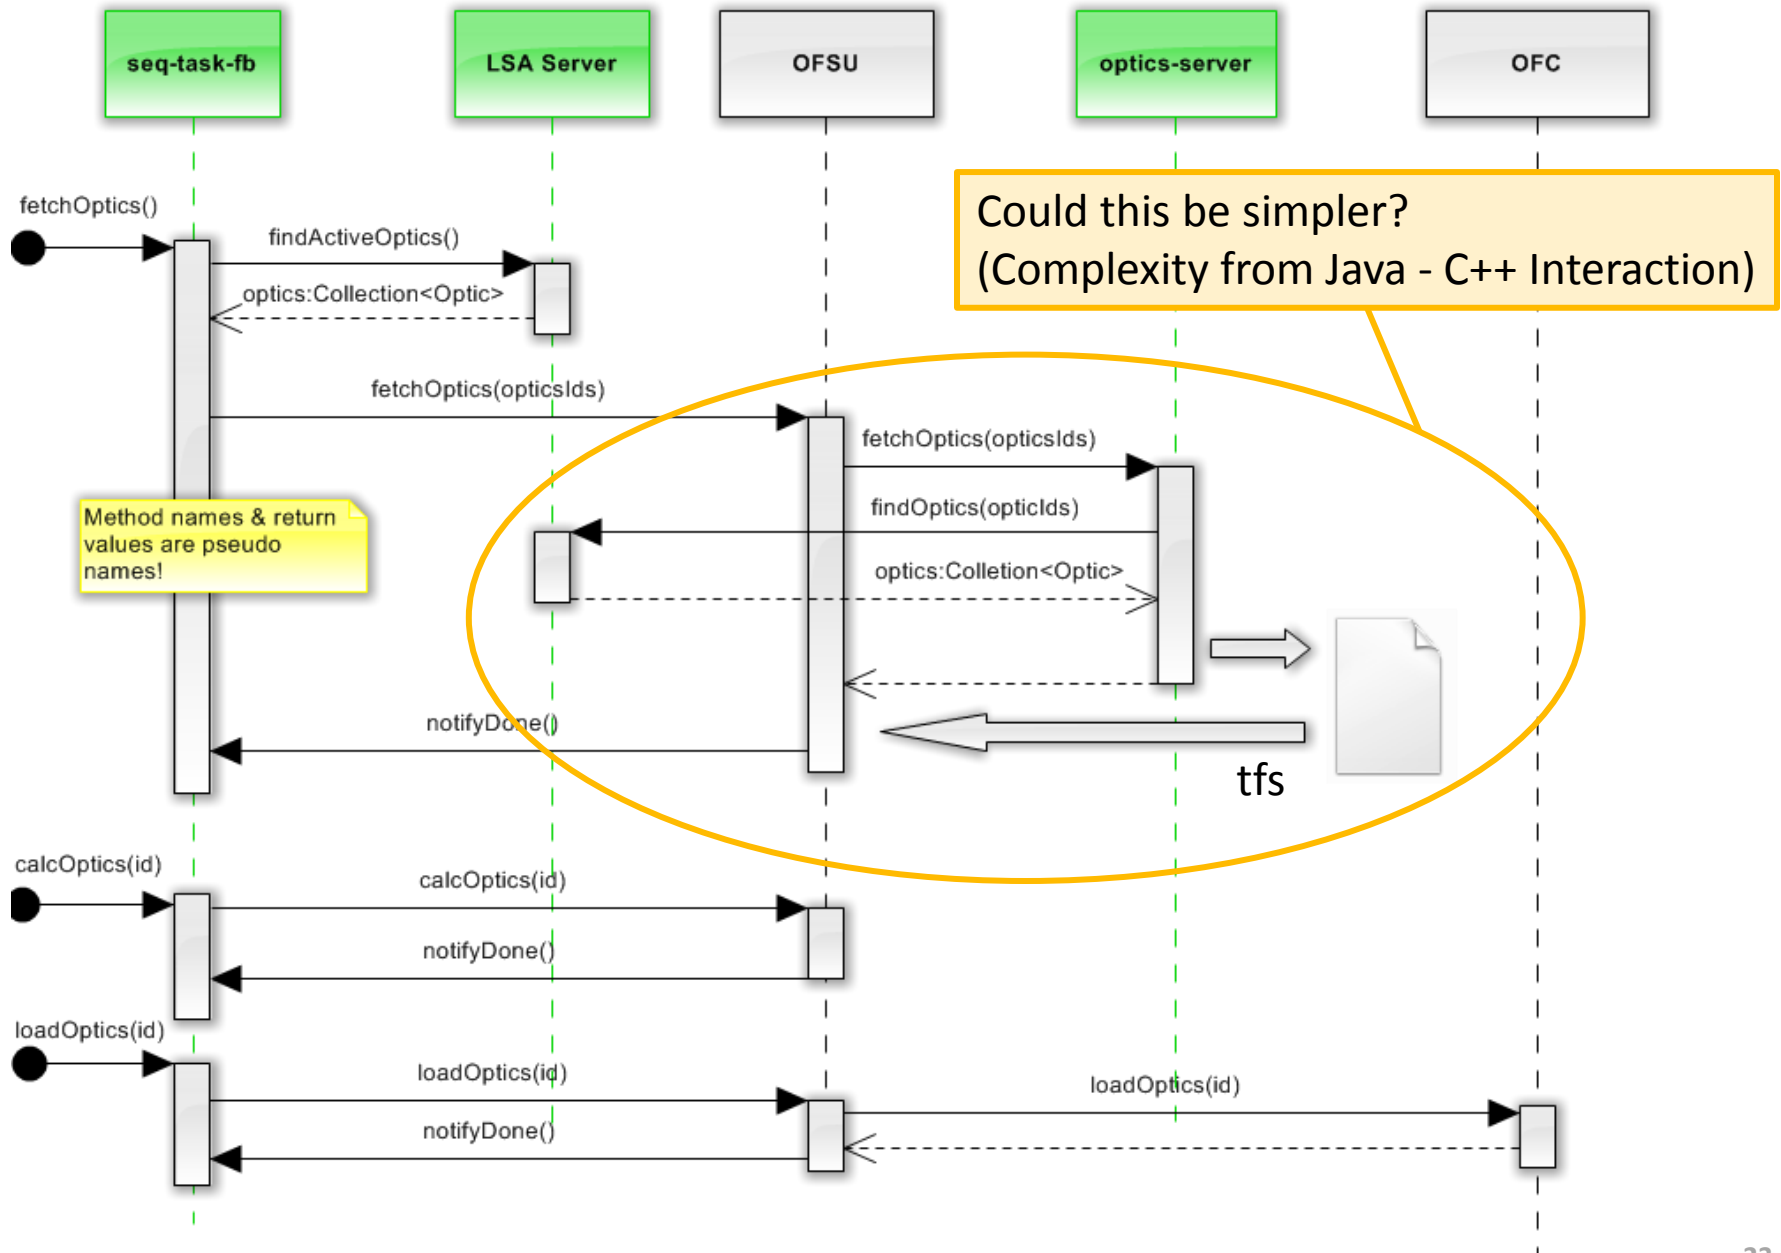 seq-task-fb
LSA Server
OFSU
optics-server
OFC
Could this be simpler?
(Complexity from Java - C++ Interaction)
fetchOptics()
findActiveOptics()
optics:Collection<Optic>
fetchOptics(opticsIds)
fetchOptics(opticsIds)
findOptics(opticIds)
Method names & return
values are pseudo
names!
optics:Colletion<Optic>
notifyDone()
tfs
calcOptics(id)
calcOptics(id)
notifyDone()
loadOptics(id)
loadOptics(id)
loadOptics(id)
notifyDone()